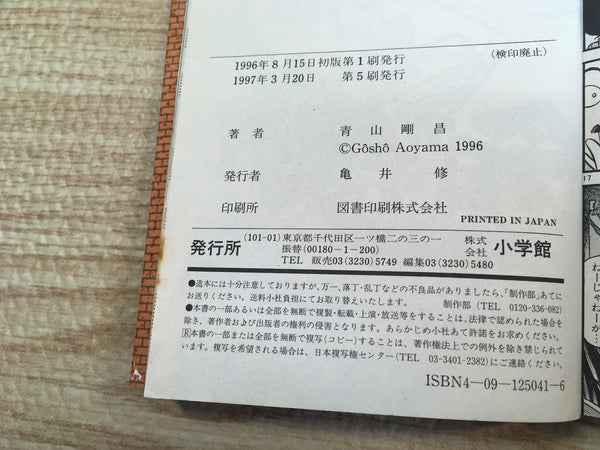 1996年8月15日初版第1刷発行
(検印廃止)
1997年3月20日 第5刷発行
著者 青山剛昌
©Gôshô Aoyama 1996
発行者 亀井修
印刷所 図書印刷株式会社
PRINTED IN JAPAN
発行所 (101-01)東京都千代田区一ツ橋二の三の一 株式会社 小学館
振替(00180-1-200)
TEL 販売03(3230)5749 編集03(3230)5480
●造本には十分注意しておりますが、万一、落丁・乱丁などの不良品がありましたら、「制作部」あてに
お送りください。送料小社負担にてお取り替えいたします。 制作部(TEL 0120-336-082)
●本書の一部あるいは全部を無断で複製・転載・上演・放送等をすることは、法律で認められた場合を
除き、著作者および出版者の権利の侵害となります。あらかじめ小社あて許諾をお求めください。
Ⓡ本書の一部または全部を無断で複写(コピー)することは、著作権法上での例外を除き禁じられて
います。複写を希望される場合は、日本複写権センター(TEL 03-3401-2382)にご連絡ください。
ISBN4-09-125041-6
17
ねーじゃねーか…